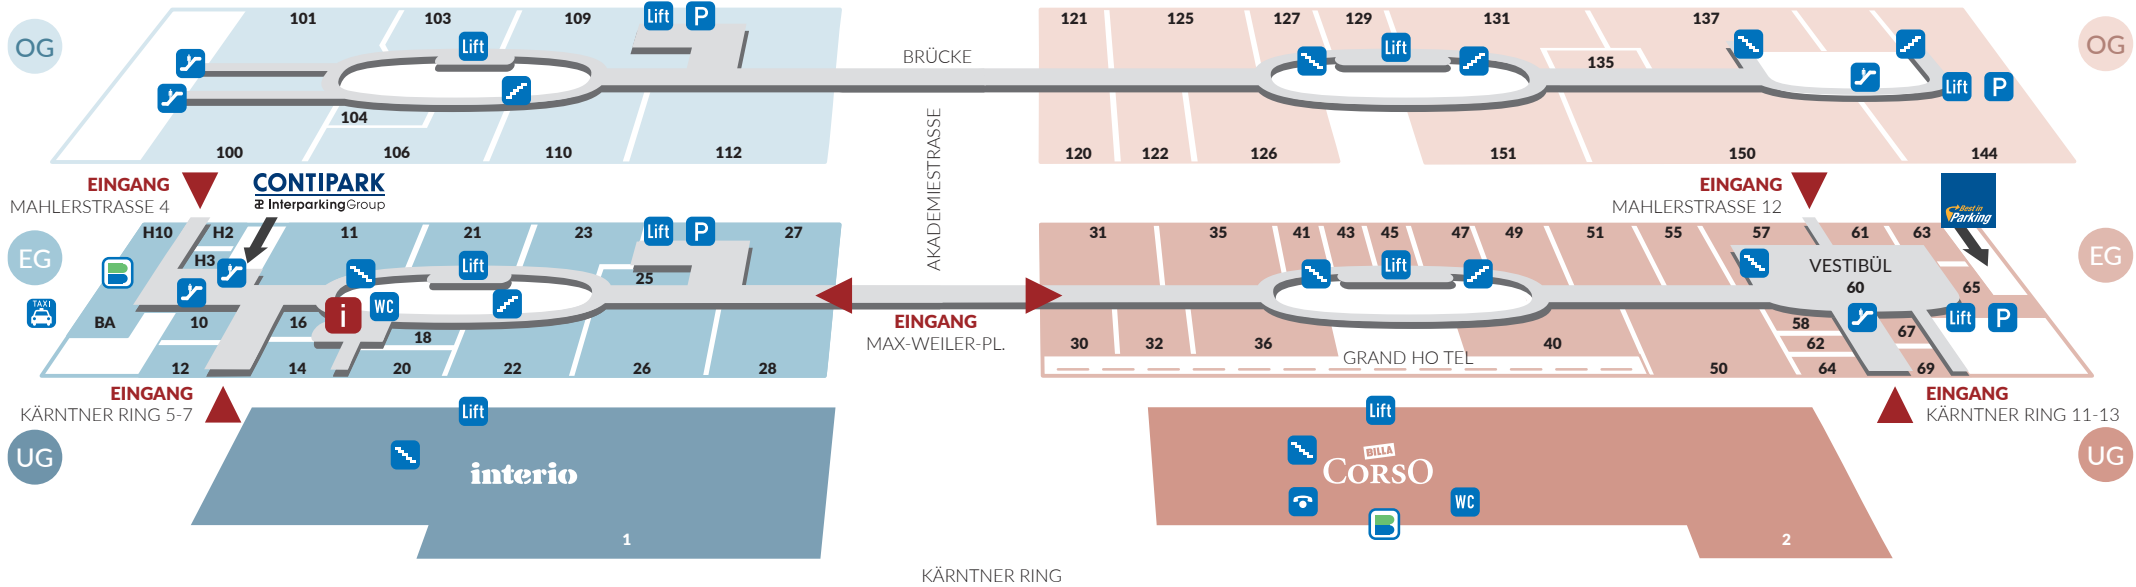 OG
101
103
109
Lift
P
Lift
104
100
106
110
112
BRÜCKE
AKADEMIESTRASSE
121
125
127
129
131
137
Lift
135
Lift
P
120
122
126
151
150
144
OG
EINGANG
MAHLERSTRASSE 4
CONTIPARK
Interparking Group
EINGANG
MAHLERSTRASSE 12
Best in
Parking
EG
H10
H2
H3
11
21
23
Lift
P
27
Lift
25
TAXI
BA
10
16
i
WC
18
12
14
20
22
26
28
EINGANG
MAX-WEILER-PL.
31
35
41
43
45
47
49
51
55
57
61
63
Lift
VESTIBÜL
60
65
58
67
Lift
P
30
32
36
40
62
GRAND HO TEL
50
64
69
EG
EINGANG
KÄRNTNER RING 5-7
EINGANG
KÄRNTNER RING 11-13
UG
Lift
interio
1
Lift
BILLA
CORSO
WC
2
UG
KÄRNTNER RING